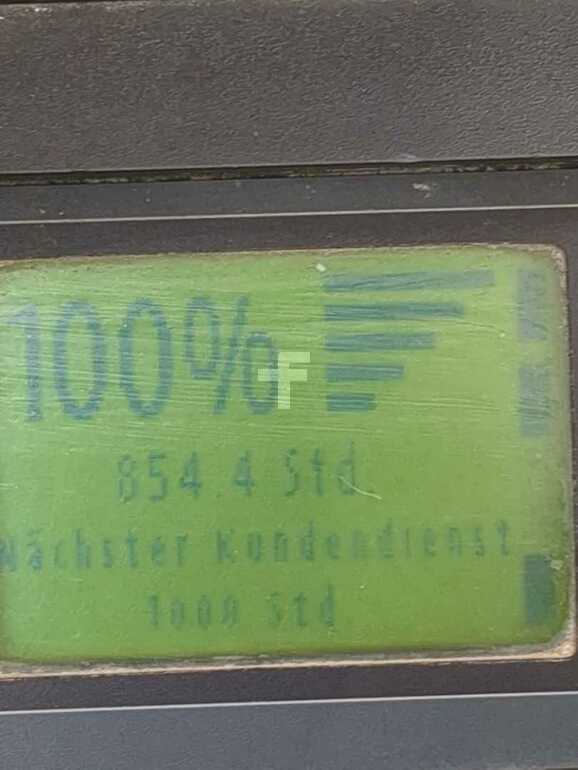 100%
854.4 Std
Nächster Kundendienst
1000 Std